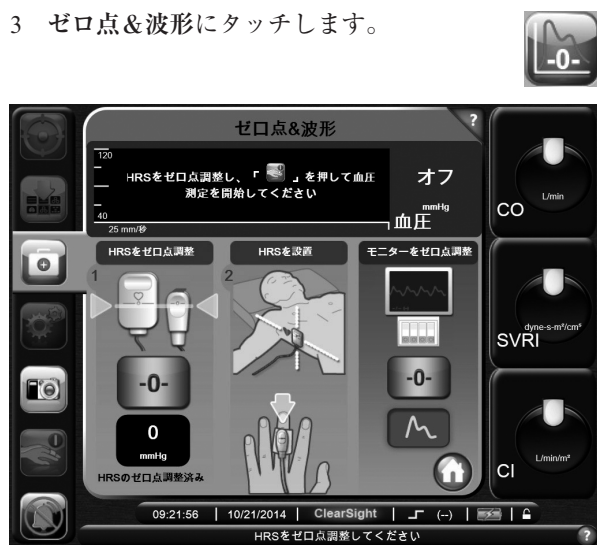 3 ゼロ点&波形にタッチします。
-0-
ゼロ点&波形
?
120
HRSをゼロ点調整し、「 」を押して血圧
測定を開始してください
オフ
mmHg
40
血圧
25 mm/秒
HRSをゼロ点調整
HRSを設置
モニターをゼロ点調整
1
2
-0-
-0-
0
mmHg
HRSのゼロ点調整済み
L/min
CO
dyne-s-m²/cm⁵
SVRI
L/min/m²
CI
09:21:56 | 10/21/2014 | ClearSight | (--)
HRSをゼロ点調整してください
?